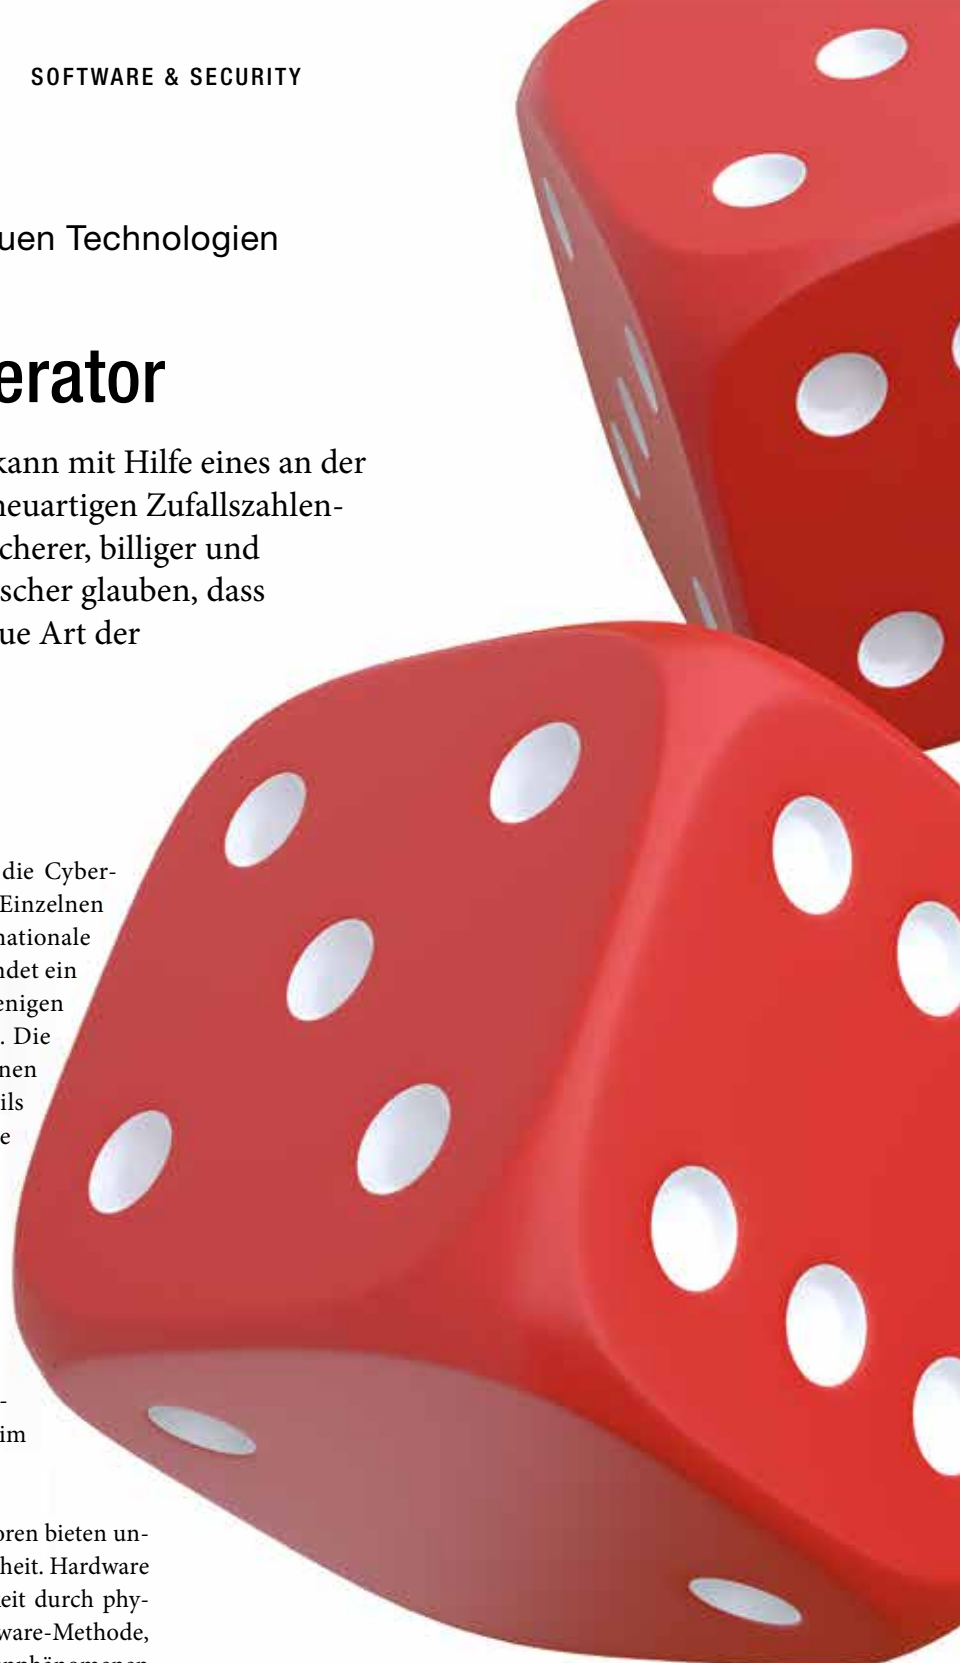 SOFTWARE & SECURITY
uen Technologien
erator
kann mit Hilfe eines an der
neuartigen Zufallszahlen-
cherer, billiger und
scher glauben, dass
ue Art der
die Cyber-
Einzelnen
nationale
ndet ein
enigen
. Die
nen
ils
e
-
im
oren bieten un-
heit. Hardware
eit durch phy-
ware-Methode,